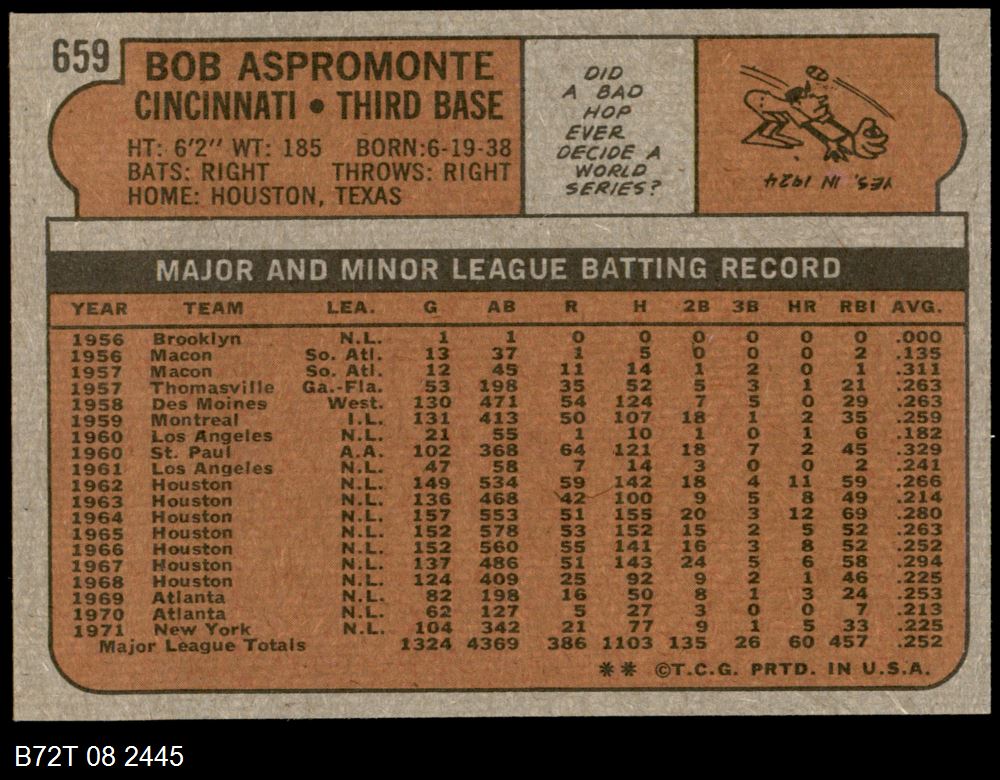 659
BOB ASPROMONTE
CINCINNATI • THIRD BASE
HT: 6'2" WT: 185 BORN: 6-19-38
BATS: RIGHT THROWS: RIGHT
HOME: HOUSTON, TEXAS
DID
A BAD
HOP
EVER
DECIDE A
WORLD
SERIES?
YES, IN 1924
MAJOR AND MINOR LEAGUE BATTING RECORD
YEAR TEAM LEA. G AB R H 2B 3B HR RBI AVG.
1956 Brooklyn N.L. 1 1 0 0 0 0 0 0 .000
1956 Macon So. Atl. 13 37 1 5 0 0 0 2 .135
1957 Macon So. Atl. 12 45 11 14 1 2 0 1 .311
1957 Thomasville Ga.-Fla. 53 198 35 52 5 3 1 21 .263
1958 Des Moines West. 130 471 54 124 7 5 0 29 .263
1959 Montreal I.L. 131 413 50 107 18 1 2 35 .259
1960 Los Angeles N.L. 21 55 1 10 1 0 1 6 .182
1960 St. Paul A.A. 102 368 64 121 18 7 2 45 .329
1961 Los Angeles N.L. 47 58 7 14 3 0 0 2 .241
1962 Houston N.L. 149 534 59 142 18 4 11 59 .266
1963 Houston N.L. 136 468 42 100 9 5 8 49 .214
1964 Houston N.L. 157 553 51 155 20 3 12 69 .280
1965 Houston N.L. 152 578 53 152 15 2 5 52 .263
1966 Houston N.L. 152 560 55 141 16 3 8 52 .252
1967 Houston N.L. 137 486 51 143 24 5 6 58 .294
1968 Houston N.L. 124 409 25 92 9 2 1 46 .225
1969 Atlanta N.L. 82 198 16 50 8 1 3 24 .253
1970 Atlanta N.L. 62 127 5 27 3 0 0 7 .213
1971 New York N.L. 104 342 21 77 9 1 5 33 .225
Major League Totals 1324 4369 386 1103 135 26 60 457 .252
** ©T.C.G. PRTD. IN U.S.A.
B72T 08 2445